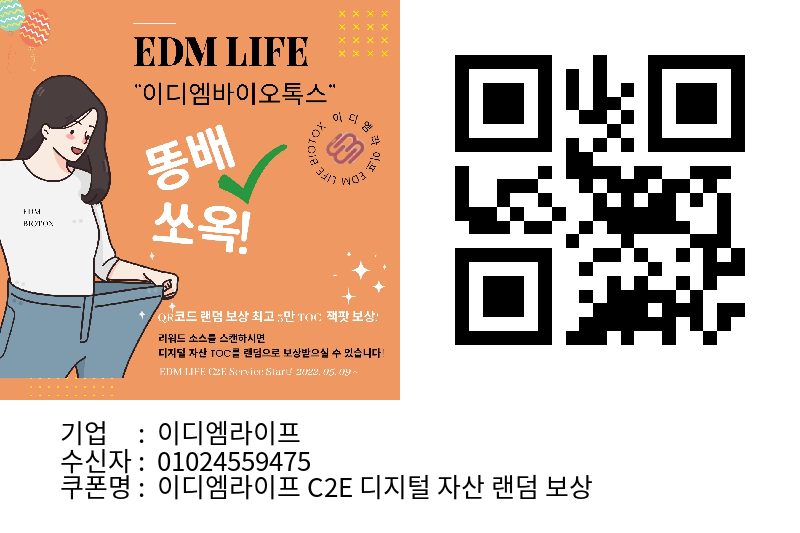 EDM LIFE
"이디엠바이오톡스"
똥배
쏘옥!
이디엠라이프 EDM LIFE BIOTOX
EDM
BIOTOX
QR코드 랜덤 보상 최고 5만 TOC 잭팟 보상!
리워드 소스를 스캔하시면
디지털 자산 TOC를 랜덤으로 보상받으실 수 있습니다!
EDM LIFE C2E Service Start! 2022. 05. 09 ~
기업 : 이디엠라이프
수신자 : 01024559475
쿠폰명 : 이디엠라이프 C2E 디지털 자산 랜덤 보상